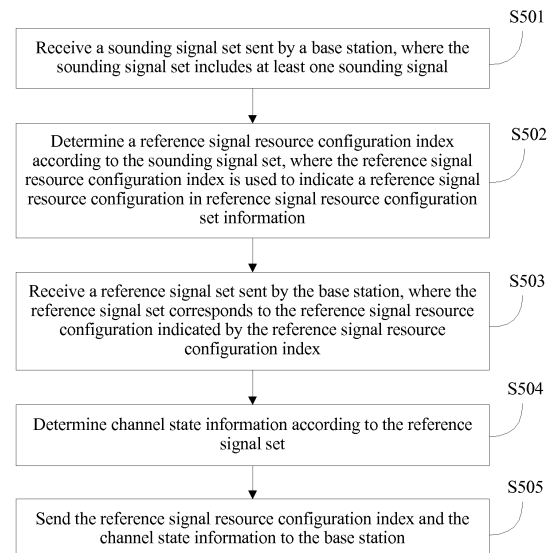 S501
Receive a sounding signal set sent by a base station, where the
sounding signal set includes at least one sounding signal
S502
Determine a reference signal resource configuration index
according to the sounding signal set, where the reference signal
resource configuration index is used to indicate a reference signal
resource configuration in reference signal resource configuration
set information
S503
Receive a reference signal set sent by the base station, where the
reference signal set corresponds to the reference signal resource
configuration indicated by the reference signal resource
configuration index
S504
Determine channel state information according to the reference
signal set
S505
Send the reference signal resource configuration index and the
channel state information to the base station